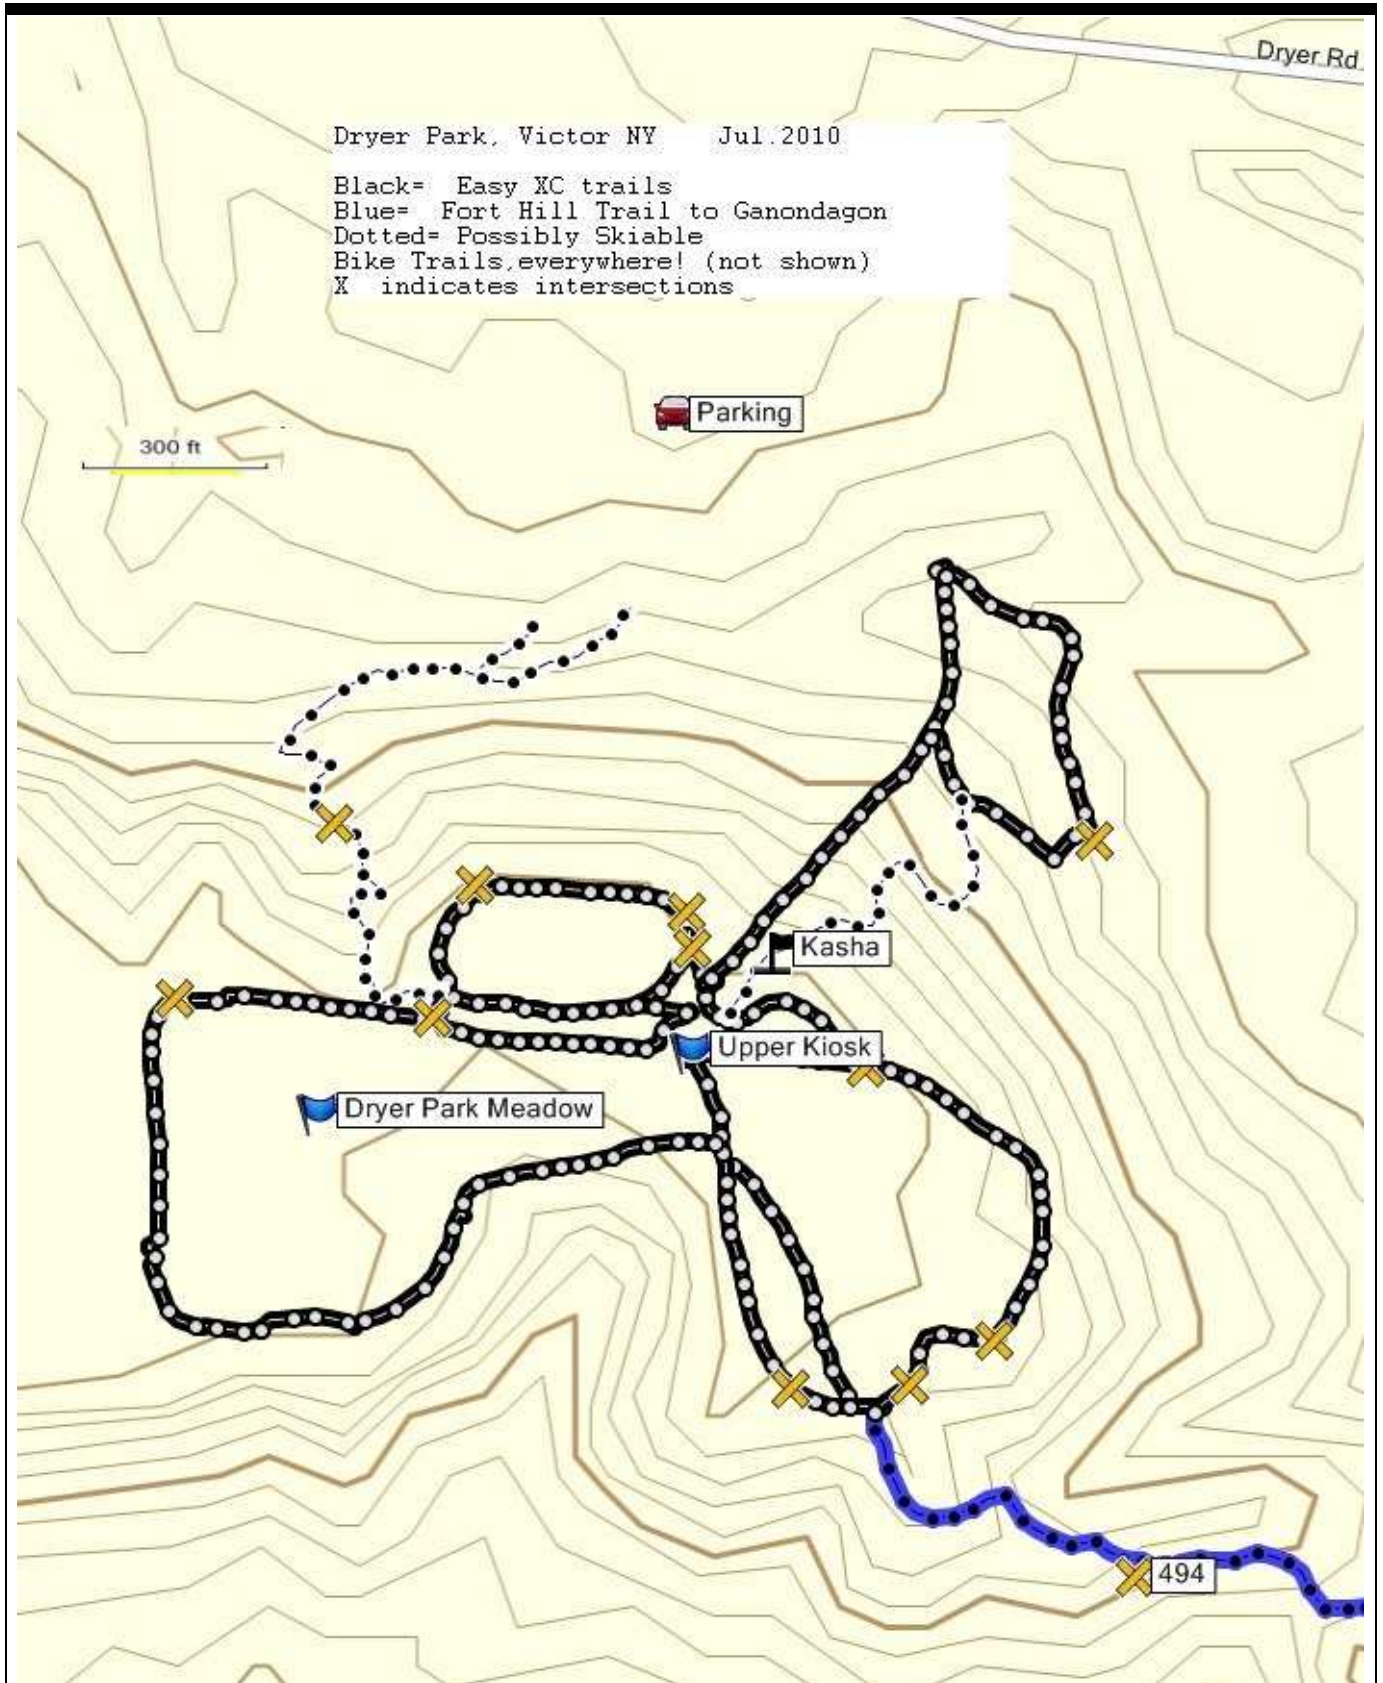 Dryer Rd
Dryer Park, Victor NY    Jul.2010
Black=  Easy XC trails
Blue=  Fort Hill Trail to Ganondagon
Dotted= Possibly Skiable
Bike Trails,everywhere! (not shown)
X  indicates intersections
Parking
300 ft
Kasha
Upper Kiosk
Dryer Park Meadow
494